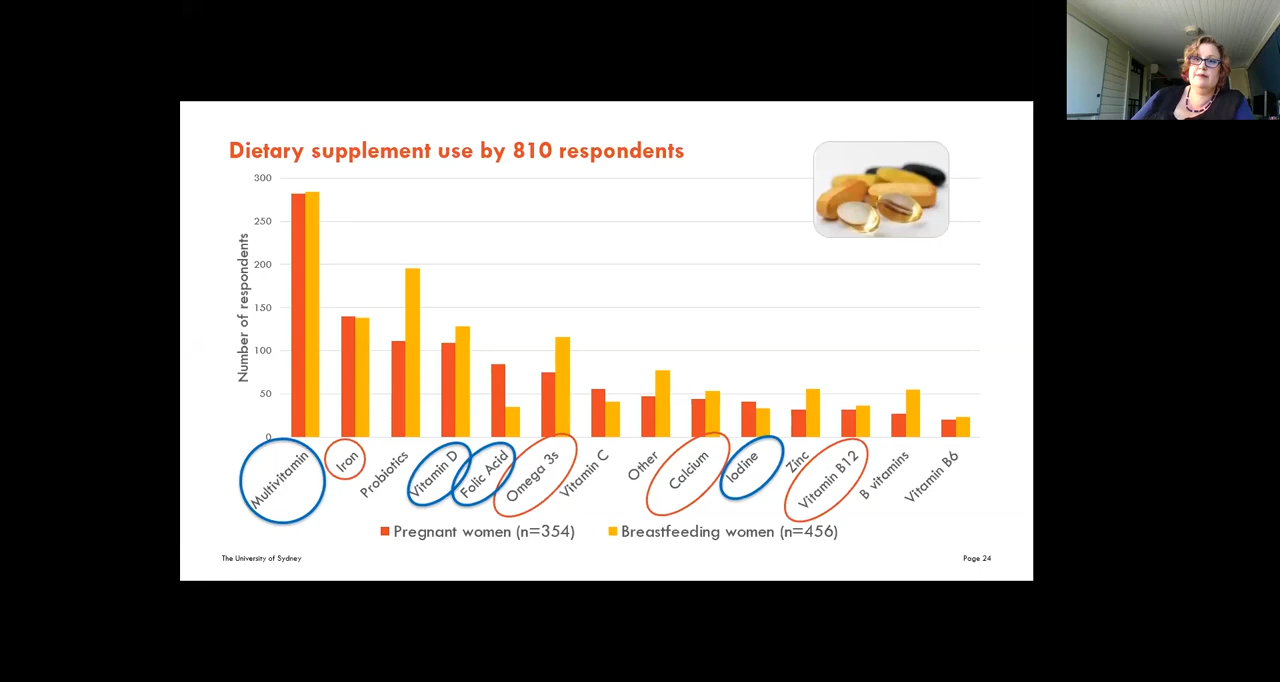 Dietary supplement use by 810 respondents
300
250
200
150
100
50
0
Number of respondents
Multivitamin
Iron
Probiotics
Vitamin D
Folic Acid
Omega 3s
Vitamin C
Other
Calcium
Iodine
Zinc
Vitamin B12
B vitamins
Vitamin B6
Pregnant women (n=354) Breastfeeding women (n=456)
The University of Sydney Page 24